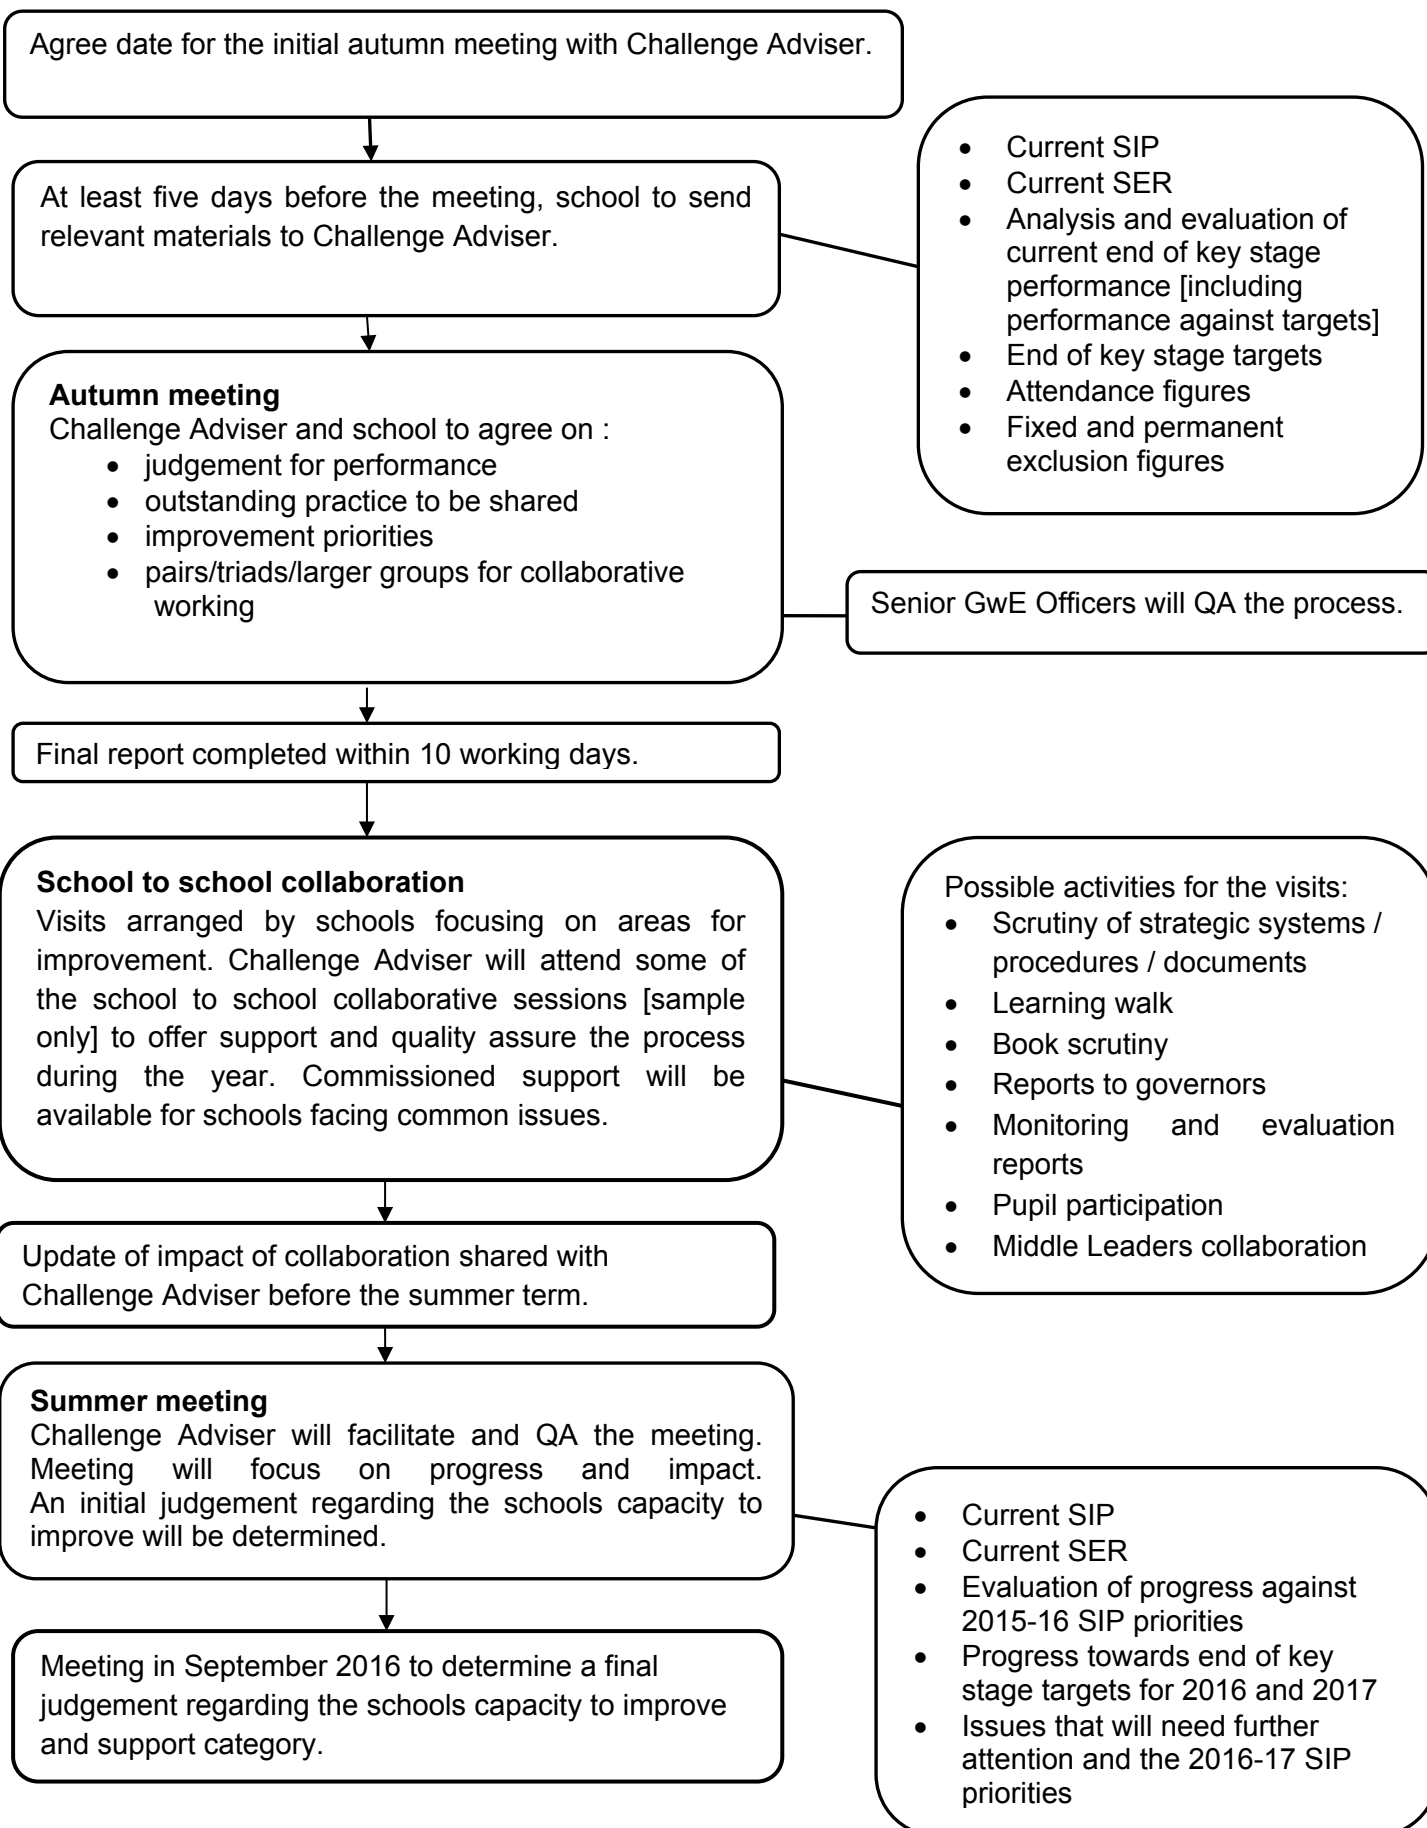 Agree date for the initial autumn meeting with Challenge Adviser.
At least five days before the meeting, school to send
relevant materials to Challenge Adviser.
• Current SIP
• Current SER
• Analysis and evaluation of
current end of key stage
performance [including
performance against targets]
• End of key stage targets
• Attendance figures
• Fixed and permanent
exclusion figures
Autumn meeting
Challenge Adviser and school to agree on :
• judgement for performance
• outstanding practice to be shared
• improvement priorities
• pairs/triads/larger groups for collaborative
working
Senior GwE Officers will QA the process.
Final report completed within 10 working days.
School to school collaboration
Visits arranged by schools focusing on areas for
improvement. Challenge Adviser will attend some of
the school to school collaborative sessions [sample
only] to offer support and quality assure the process
during the year. Commissioned support will be
available for schools facing common issues.
Possible activities for the visits:
• Scrutiny of strategic systems /
procedures / documents
• Learning walk
• Book scrutiny
• Reports to governors
• Monitoring and evaluation
reports
• Pupil participation
• Middle Leaders collaboration
Update of impact of collaboration shared with
Challenge Adviser before the summer term.
Summer meeting
Challenge Adviser will facilitate and QA the meeting.
Meeting will focus on progress and impact.
An initial judgement regarding the schools capacity to
improve will be determined.
• Current SIP
• Current SER
• Evaluation of progress against
2015-16 SIP priorities
• Progress towards end of key
stage targets for 2016 and 2017
• Issues that will need further
attention and the 2016-17 SIP
priorities
Meeting in September 2016 to determine a final
judgement regarding the schools capacity to improve
and support category.